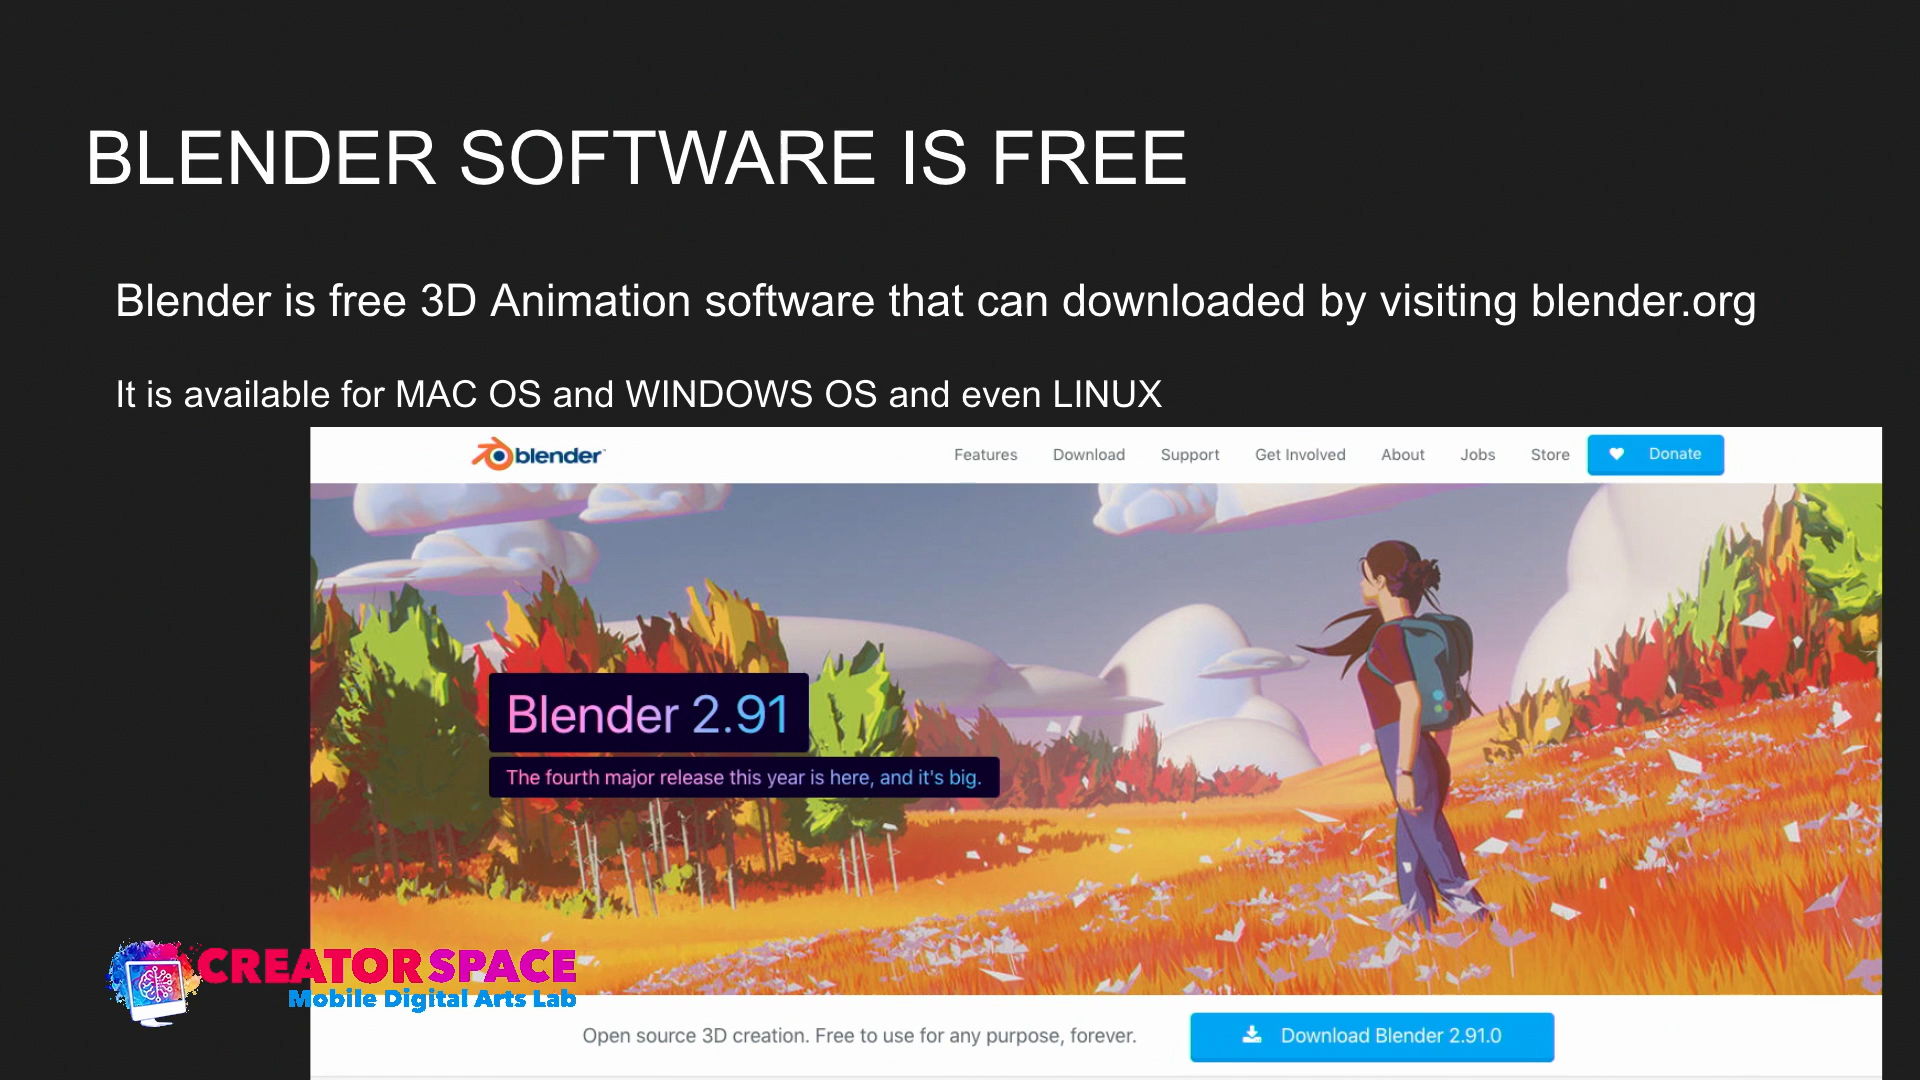 BLENDER SOFTWARE IS FREE
Blender is free 3D Animation software that can downloaded by visiting blender.org
It is available for MAC OS and WINDOWS OS and even LINUX
blender
Features Download Support Get Involved About Jobs Store Donate
Blender 2.91
The fourth major release this year is here, and it's big.
CREATORSPACE
Mobile Digital Arts Lab
Open source 3D creation. Free to use for any purpose, forever.
Download Blender 2.91.0